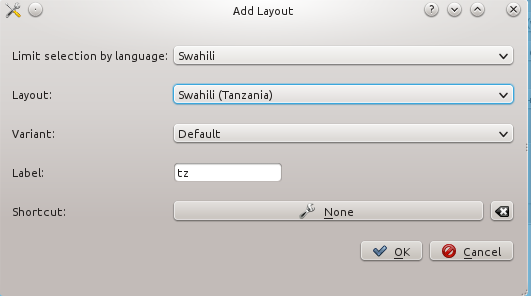 Add Layout
Limit selection by language: Swahili
Layout: Swahili (Tanzania)
Variant: Default
Label: tz
Shortcut: None
OK Cancel